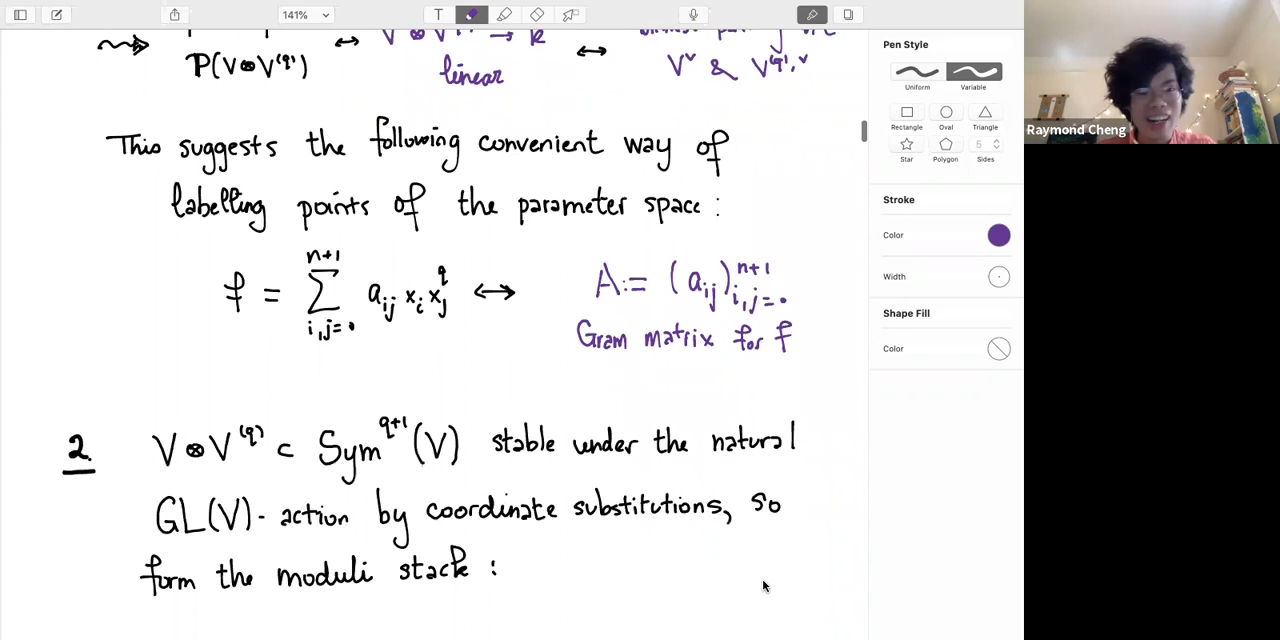 141%
T
P(V⊗V^(q)) ↔ linear ↔ V^∨ & V^(q),∨
This suggests the following convenient way of
labelling points of the parameter space :
f = Σ_{i,j=0}^{n+1} a_ij x_i x_j^q ↔ A := (a_ij)_{i,j=0}^{n+1}
Gram matrix for f
2. V⊗V^(q) ⊂ Sym^{q+1}(V) stable under the natural
GL(V)- action by coordinate substitutions, so
form the moduli stack :
Pen Style
Uniform Variable
Rectangle Oval Triangle
5
Star Polygon Sides
Stroke
Color
Width
Shape Fill
Color
Raymond Cheng